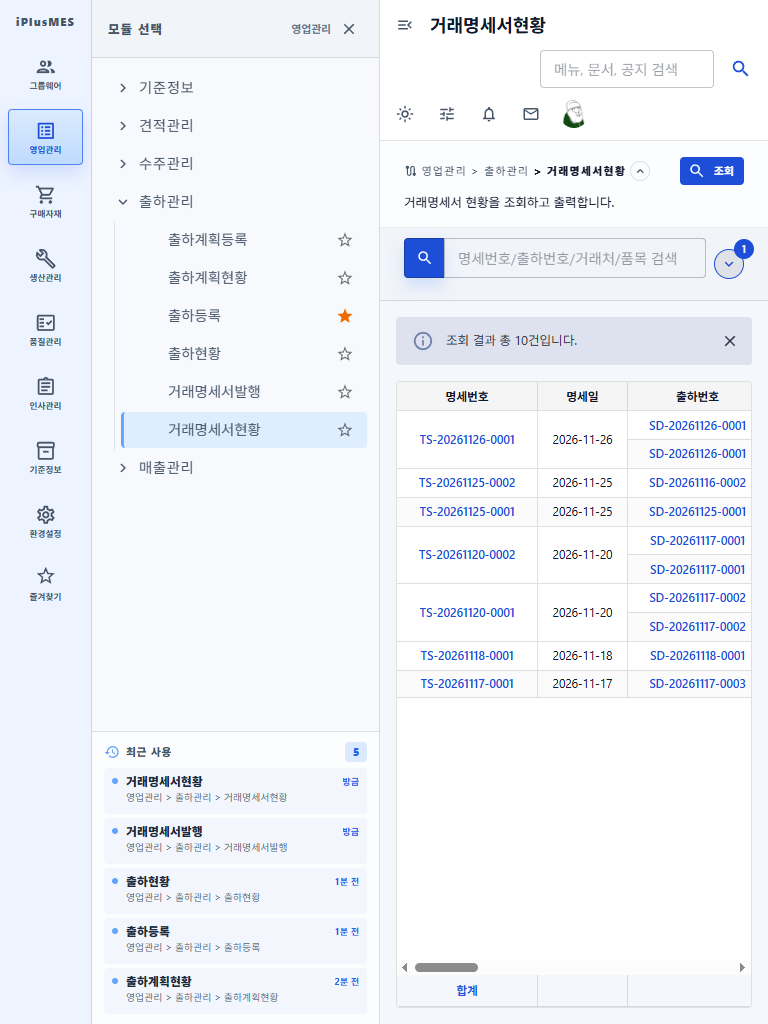 iPlusMES
그룹웨어
영업관리
구매자재
생산관리
품질관리
인사관리
기준정보
환경설정
즐겨찾기
모듈 선택
영업관리
기준정보
견적관리
수주관리
출하관리
출하계획등록
출하계획현황
출하등록
출하현황
거래명세서발행
거래명세서현황
매출관리
최근 사용
5
거래명세서현황
방금
영업관리 > 출하관리 > 거래명세서현황
거래명세서발행
방금
영업관리 > 출하관리 > 거래명세서발행
출하현황
1분 전
영업관리 > 출하관리 > 출하현황
출하등록
1분 전
영업관리 > 출하관리 > 출하등록
출하계획현황
2분 전
영업관리 > 출하관리 > 출하계획현황
거래명세서현황
메뉴, 문서, 공지 검색
영업관리 > 출하관리 > 거래명세서현황
조회
거래명세서 현황을 조회하고 출력합니다.
명세번호/출하번호/거래처/품목 검색
1
조회 결과 총 10건입니다.
명세번호 명세일 출하번호
TS-20261126-0001 2026-11-26 SD-20261126-0001
SD-20261126-0001
TS-20261125-0002 2026-11-25 SD-20261116-0002
TS-20261125-0001 2026-11-25 SD-20261125-0001
TS-20261120-0002 2026-11-20 SD-20261117-0001
SD-20261117-0001
TS-20261120-0001 2026-11-20 SD-20261117-0002
SD-20261117-0002
TS-20261118-0001 2026-11-18 SD-20261118-0001
TS-20261117-0001 2026-11-17 SD-20261117-0003
합계